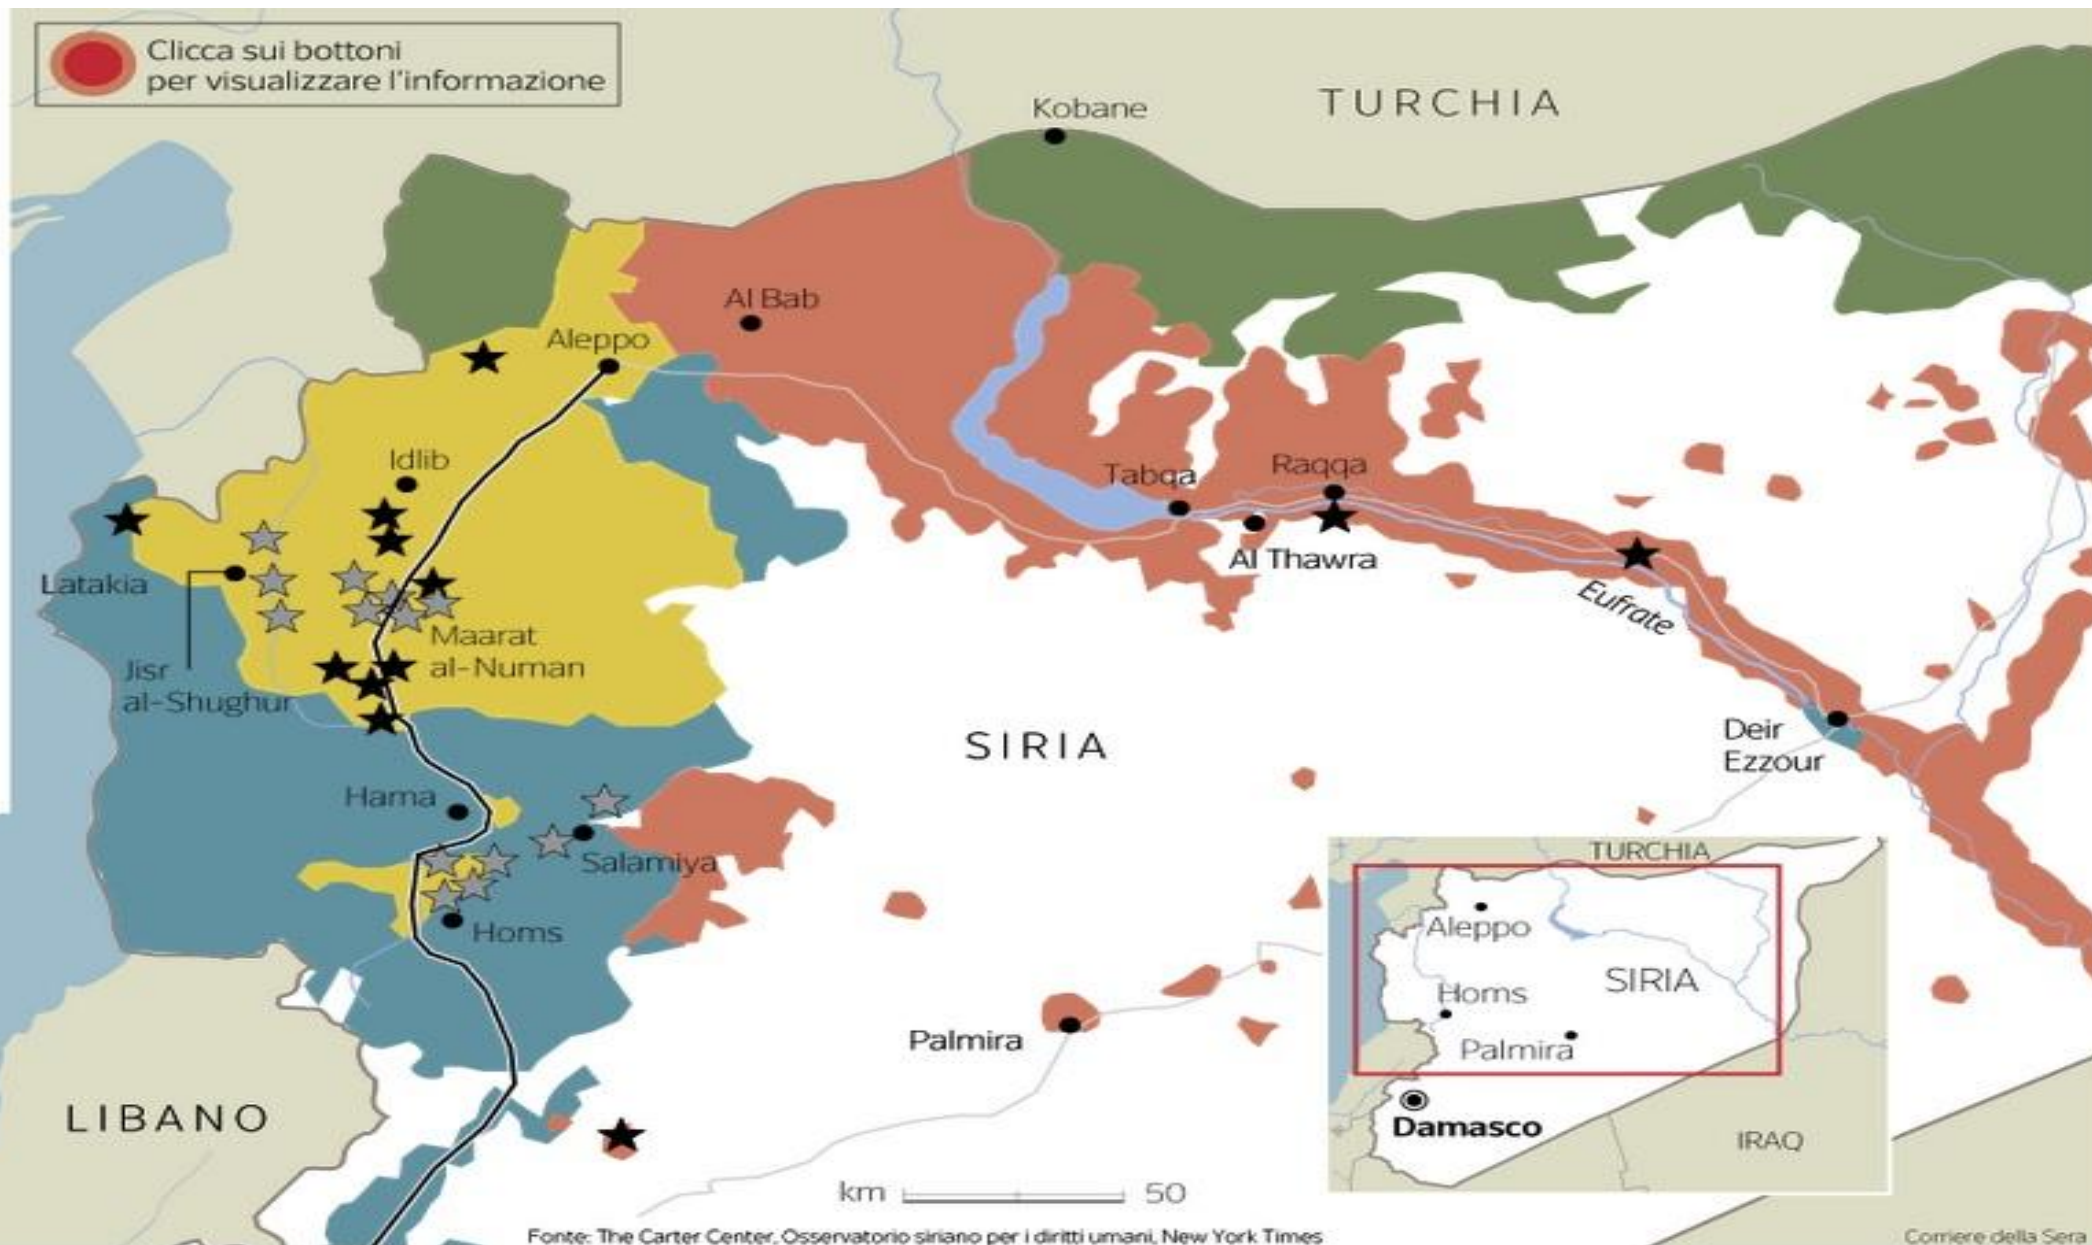 Clicca sui bottoni
per visualizzare l'informazione
TURCHIA
Kobane
Al Bab
Aleppo
Idlib
Tabqa
Raqqa
Al Thawra
Latakia
Eufrate
Maarat
al-Numan
Jisr
al-Shughur
SIRIA
Deir
Ezzour
Hama
Salamiya
Homs
Palmira
LIBANO
km 50
TURCHIA
Aleppo
SIRIA
Homs
Palmira
Damasco
IRAQ
Fonte: The Carter Center, Osservatorio siriano per i diritti umani, New York Times
Corriere della Sera